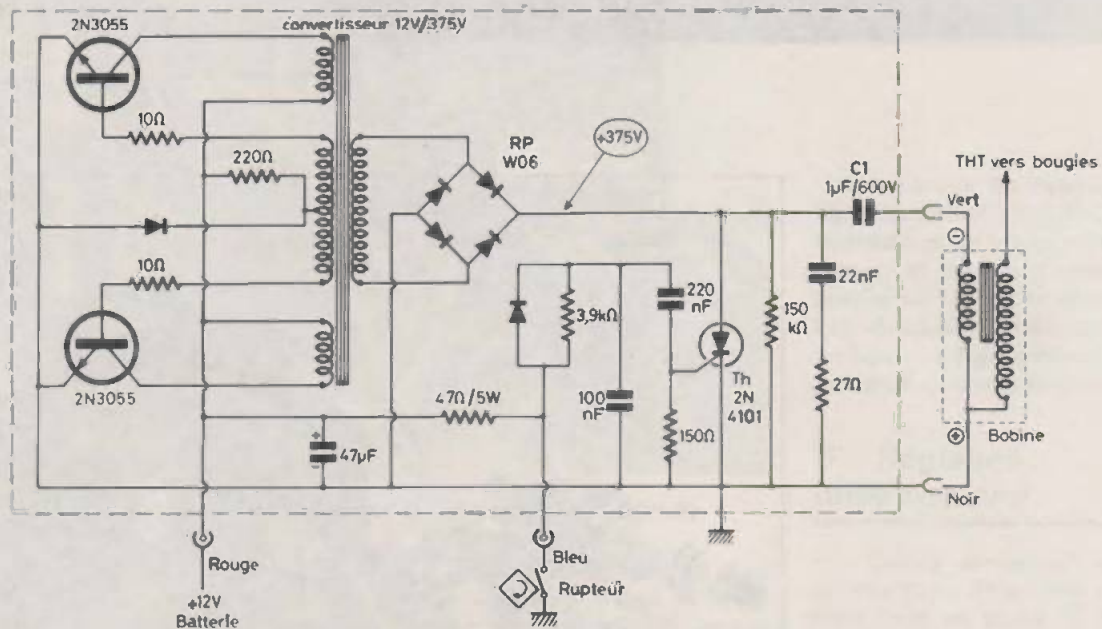 2N3055
convertisseur 12V/375V
10Ω
220Ω
10Ω
2N3055
RP
W06
+375V
C1
1µF/600V
THT vers bougies
Vert
−
22nF
220
nF
3,9kΩ
150
kΩ
Th
2N
4101
27Ω
47Ω/5W
100
nF
150Ω
+
47µF
−
+
Bobine
Noir
Rouge
+12V
Batterie
Bleu
Rupteur